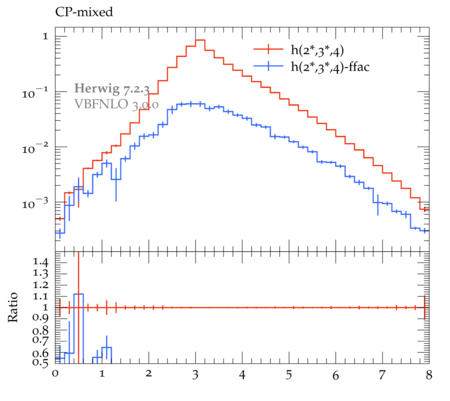 CP-mixed
1
h(2*,3*,4)
h(2*,3*,4)-ffac
10−1
Herwig 7.2.3
VBFNLO 3.0.0
10−2
10−3
1.4
1.3
1.2
1.1
1
0.9
0.8
0.7
0.6
0.5
Ratio
0 1 2 3 4 5 6 7 8